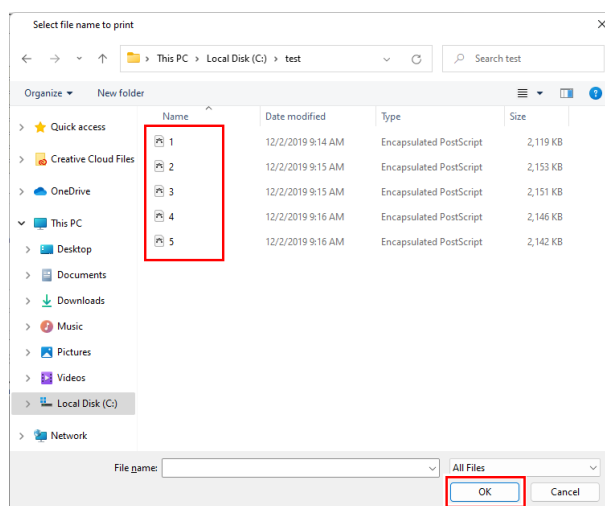 Select file name to print
This PC > Local Disk (C:) > test
Search test
Organize New folder
Name Date modified Type Size
Quick access
Creative Cloud Files
OneDrive
This PC
Desktop
Documents
Downloads
Music
Pictures
Videos
Local Disk (C:)
Network
1 12/2/2019 9:14 AM Encapsulated PostScript 2,119 KB
2 12/2/2019 9:15 AM Encapsulated PostScript 2,153 KB
3 12/2/2019 9:15 AM Encapsulated PostScript 2,151 KB
4 12/2/2019 9:16 AM Encapsulated PostScript 2,146 KB
5 12/2/2019 9:16 AM Encapsulated PostScript 2,142 KB
File name: All Files
OK Cancel